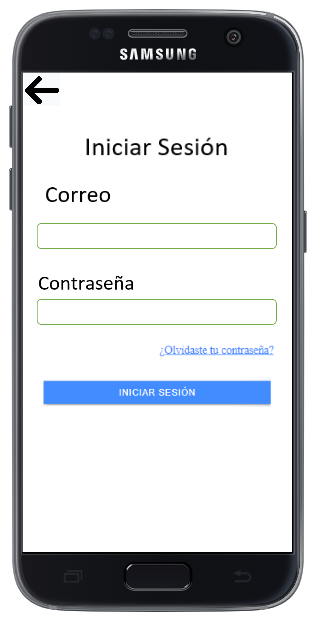 SAMSUNG
Iniciar Sesión
Correo
Contraseña
¿Olvidaste tu contraseña?
INICIAR SESIÓN